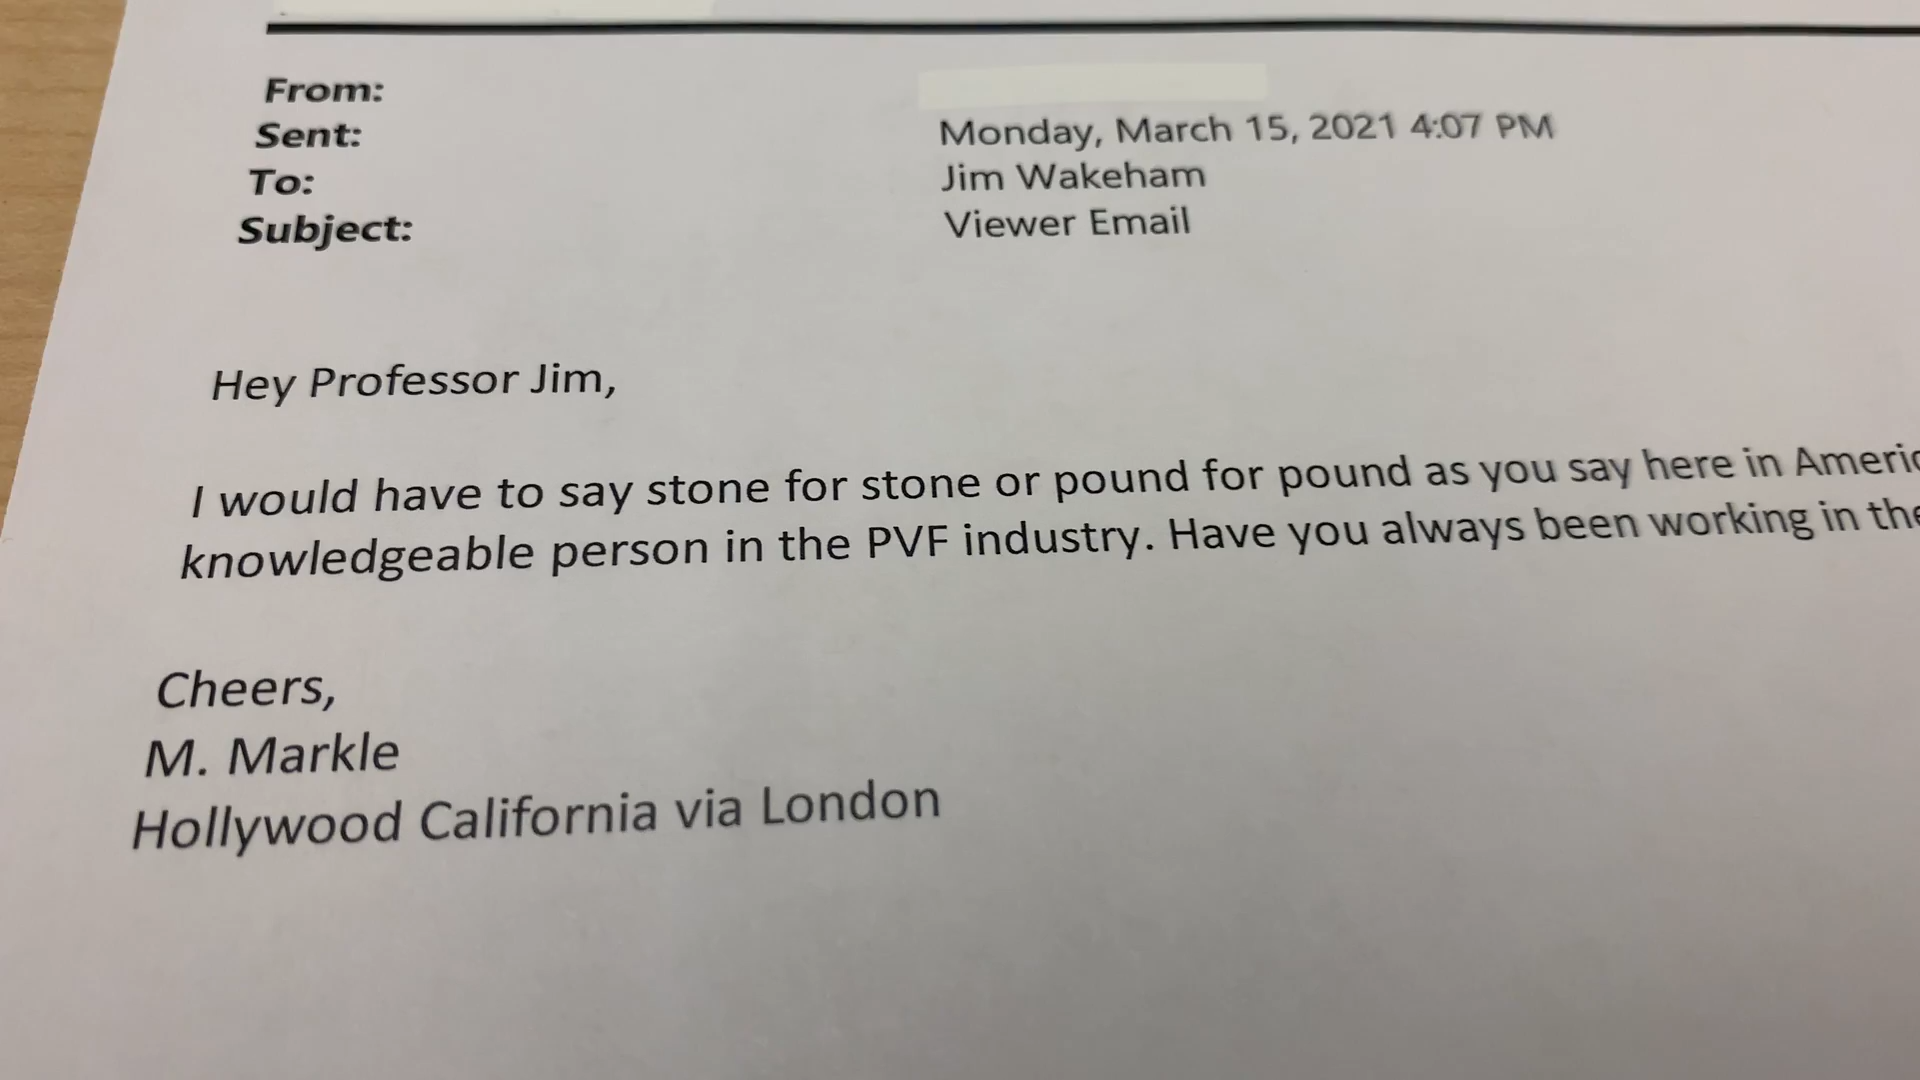 From:
Sent: Monday, March 15, 2021 4:07 PM
To: Jim Wakeham
Subject: Viewer Email
Hey Professor Jim,
I would have to say stone for stone or pound for pound as you say here in Americ
knowledgeable person in the PVF industry. Have you always been working in the
Cheers,
M. Markle
Hollywood California via London